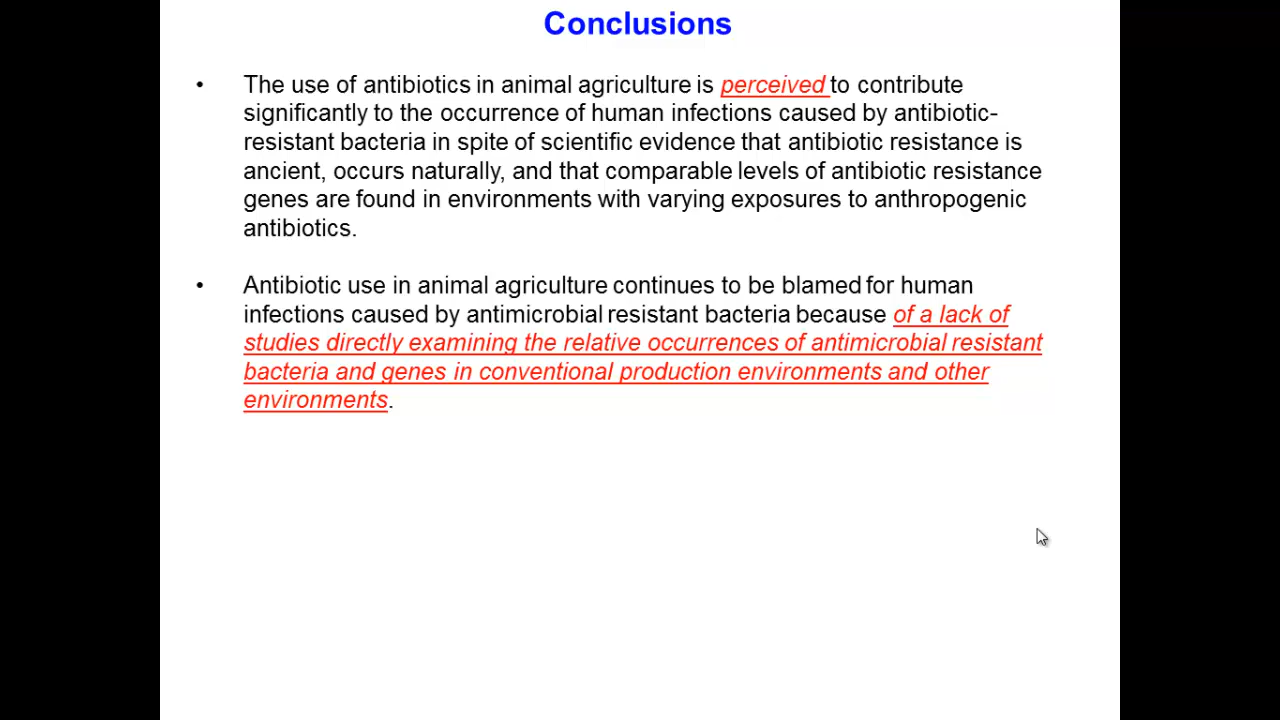 Conclusions
• The use of antibiotics in animal agriculture is perceived to contribute
significantly to the occurrence of human infections caused by antibiotic-
resistant bacteria in spite of scientific evidence that antibiotic resistance is
ancient, occurs naturally, and that comparable levels of antibiotic resistance
genes are found in environments with varying exposures to anthropogenic
antibiotics.
• Antibiotic use in animal agriculture continues to be blamed for human
infections caused by antimicrobial resistant bacteria because of a lack of
studies directly examining the relative occurrences of antimicrobial resistant
bacteria and genes in conventional production environments and other
environments.